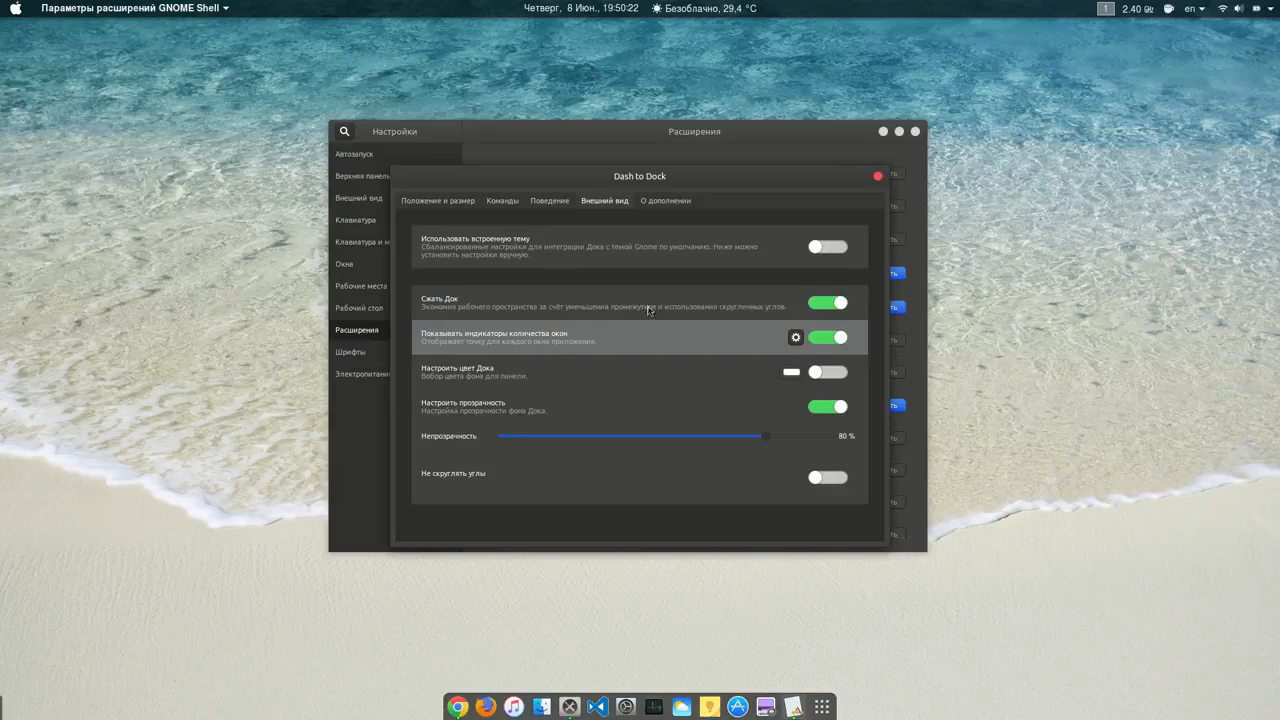 Параметры расширений GNOME Shell
Четверг, 8 Июн., 19:50:22
Безоблачно, 29,4 °C
2.40 GHz
en
Настройки
Расширения
Автозапуск
Верхняя панель
Внешний вид
Клавиатура
Клавиатура и м
Окна
Рабочие места
Рабочий стол
Расширения
Шрифты
Электропитани
Dash to Dock
Положение и размер
Команды
Поведение
Внешний вид
О дополнении
Использовать встроенную тему
Сбалансированные настройки для интеграции Дока с темой Gnome по умолчанию. Ниже можно
установить настройки вручную.
Сжать Док
Экономия рабочего пространства за счёт уменьшения промежутков и использования скругленных углов.
Показывать индикаторы количества окон
Отображает точку для каждого окна приложения.
Настроить цвет Дока
Вобор цвета фона для панели.
Настроить прозрачность
Настройка прозрачности фона Дока.
Непрозрачность
80 %
Не скруглять углы